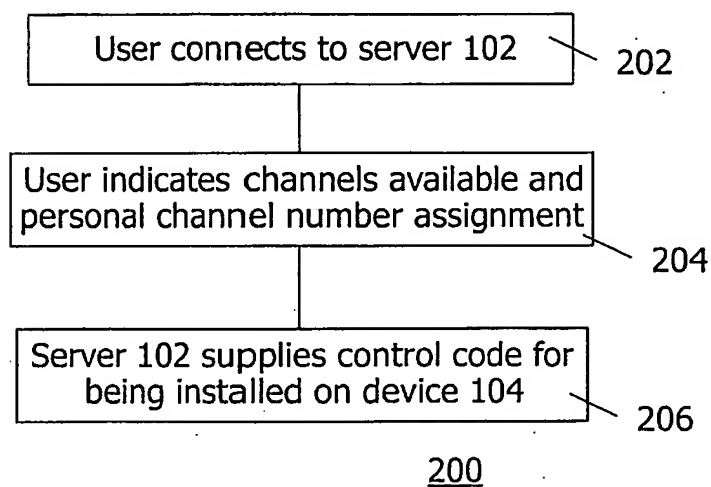 User connects to server 102
202
User indicates channels available and
personal channel number assignment
204
Server 102 supplies control code for
being installed on device 104
206
200